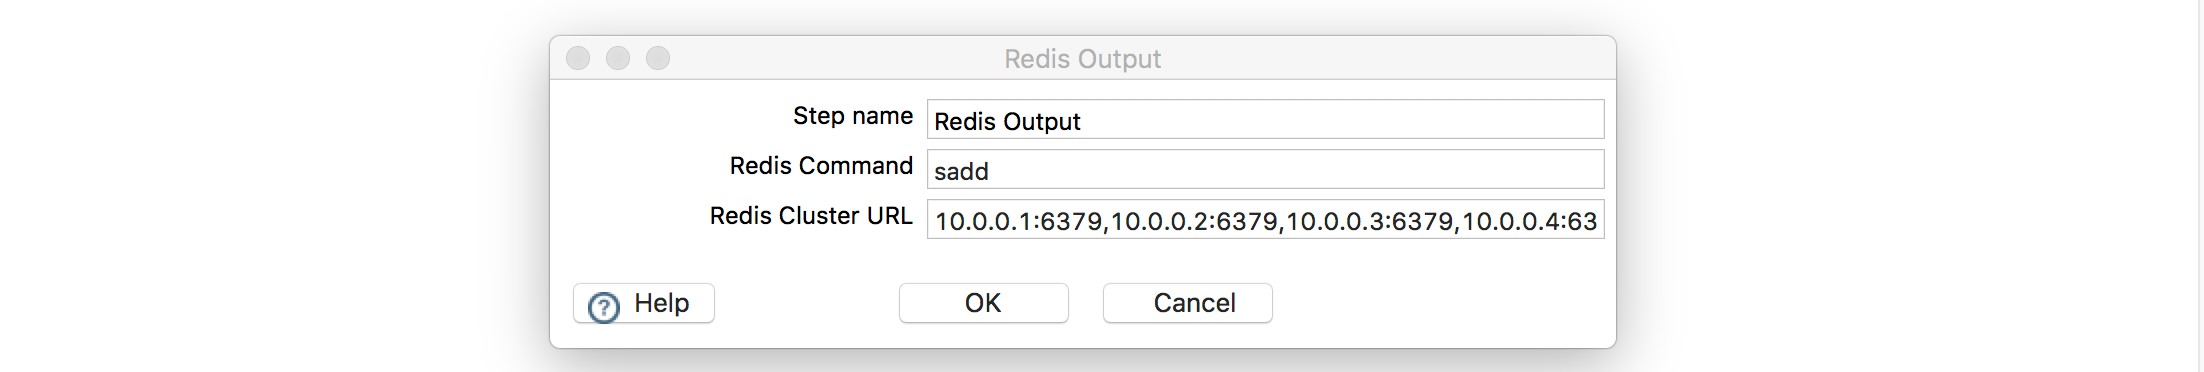 Redis Output
Step name Redis Output
Redis Command sadd
Redis Cluster URL 10.0.0.1:6379,10.0.0.2:6379,10.0.0.3:6379,10.0.0.4:63
? Help OK Cancel